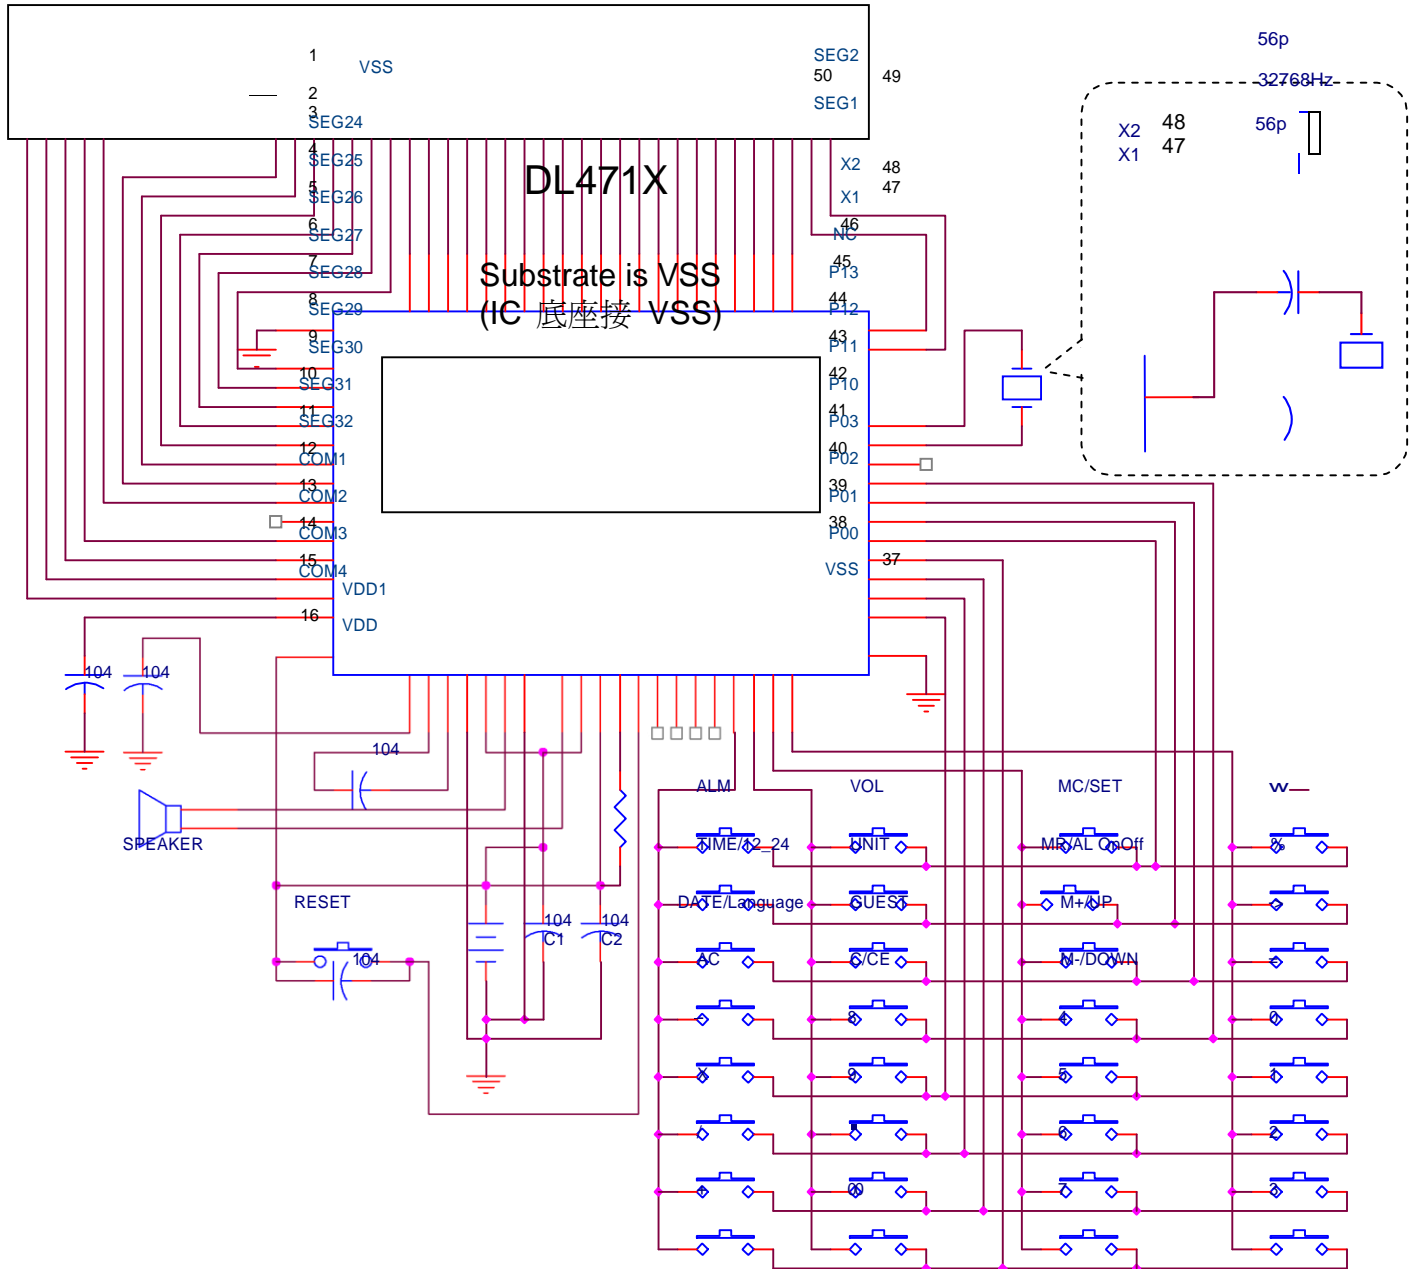 56p
1
VSS
SEG2
50
49
32768Hz
2
3
SEG24
SEG1
X2
48
56p
X1
47
4
SEG25
DL471X
X2
48
5
SEG26
X1
47
6
SEG27
46
NC
7
SEG28
Substrate is VSS
45
P13
8
SEG29
(IC 底座接 VSS)
44
P12
9
SEG30
43
P11
10
SEG31
42
P10
11
SEG32
41
P03
12
COM1
40
P02
13
COM2
39
P01
14
COM3
38
P00
15
COM4
37
VSS
VDD1
16
VDD
104
104
104
SPEAKER
ALM
VOL
MC/SET
TIME/12_24
UNIT
MR/AL OnOff
%
RESET
104
C1
104
C2
DATE/Language
GUEST
M+/UP
104
AC
C/CE
M-/DOWN
=
8
4
0
X
9
5
1
/
6
2
+
00
7
3